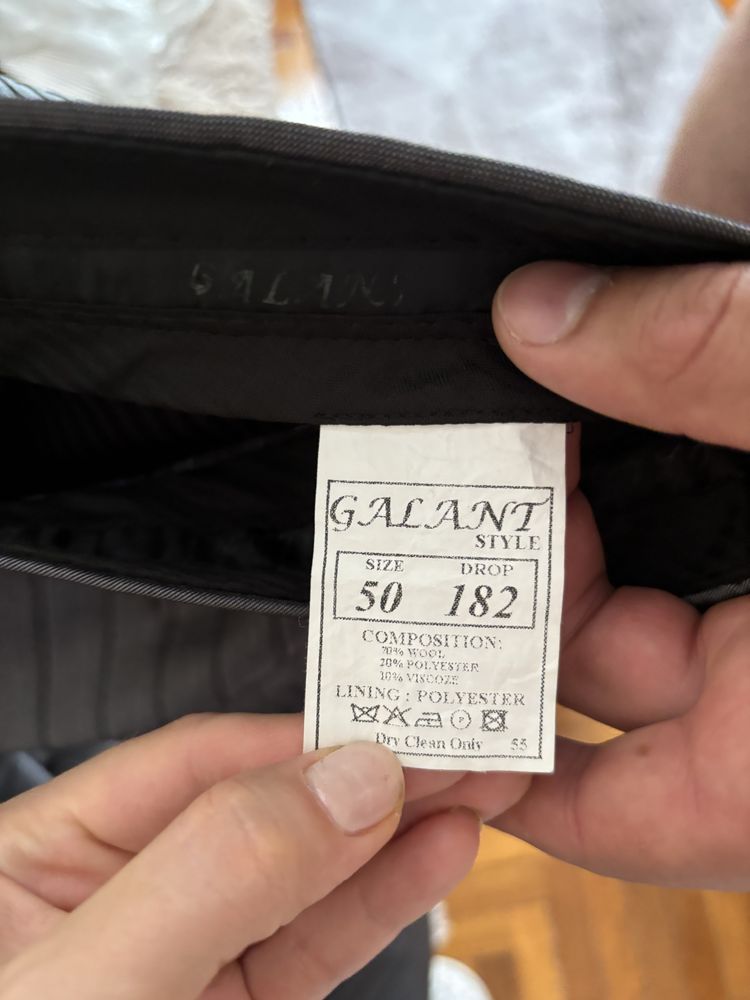 GALANT
GALANT
STYLE
SIZE DROP
50 182
COMPOSITION:
70% WOOL
20% POLYESTER
10% VISCOZE
LINING : POLYESTER
P
Dry Clean Only 55